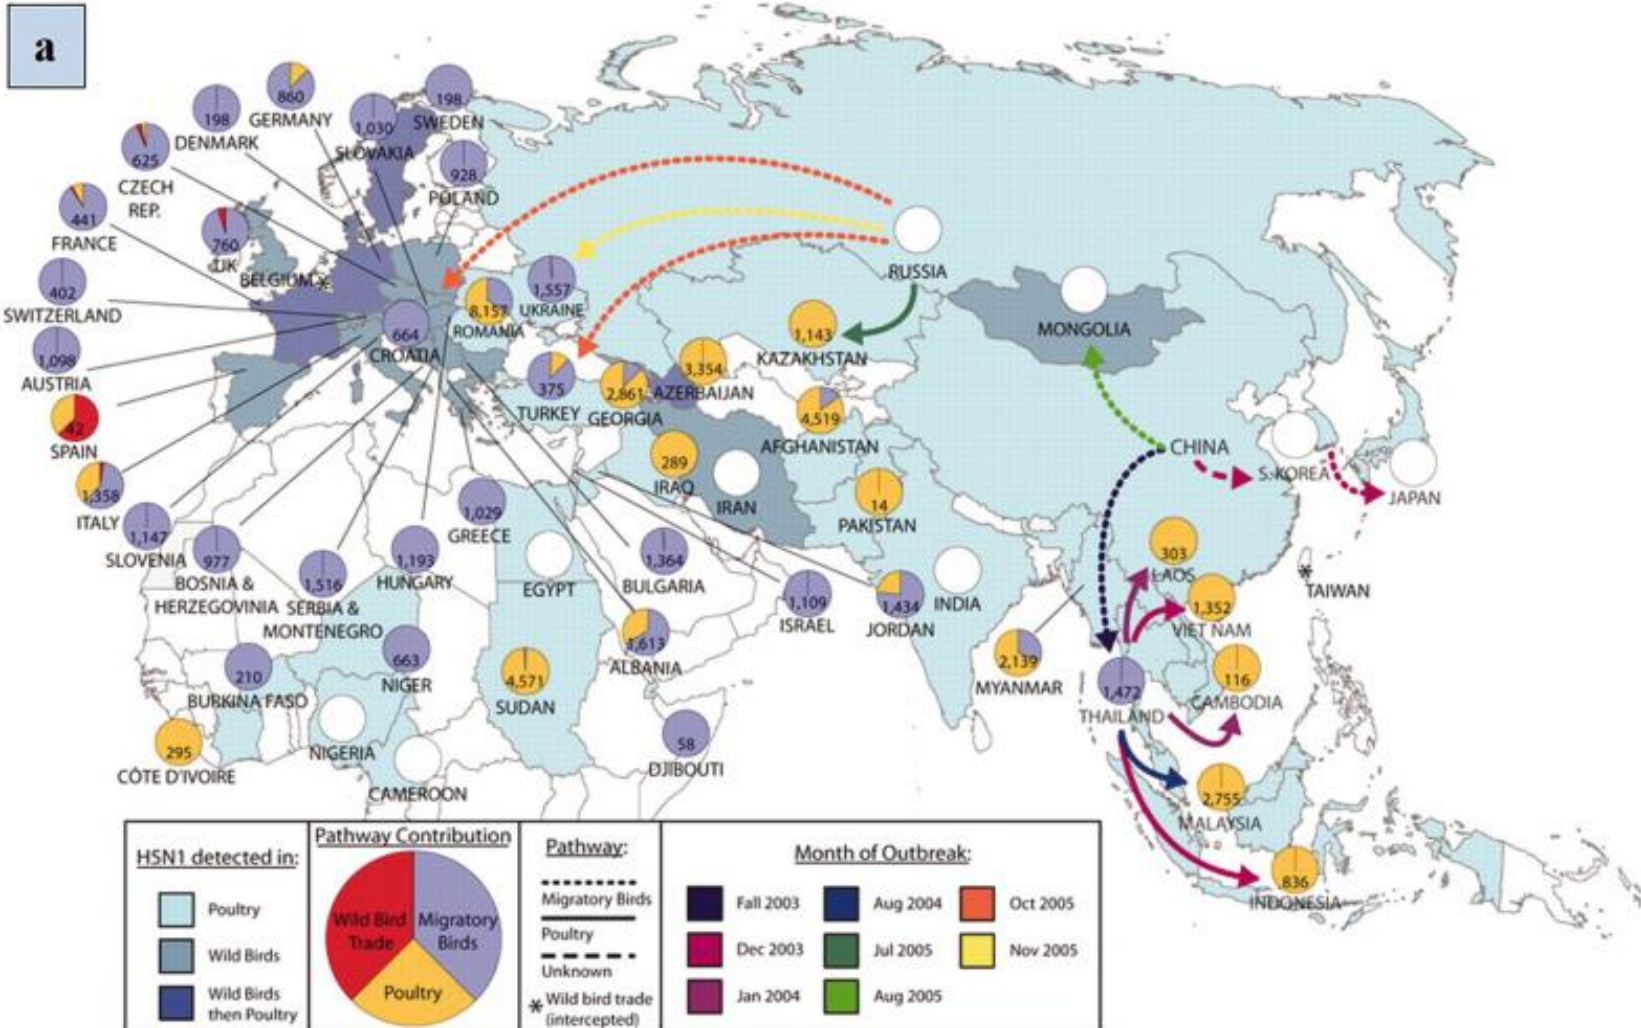 a
198
DENMARK
860
GERMANY
1,030
SLOVAKIA
198
SWEDEN
625
CZECH
REP.
928
POLAND
441
FRANCE
760
UK
BELGIUM*
402
SWITZERLAND
1,098
AUSTRIA
42
SPAIN
1,358
ITALY
664
CROATIA
8,157
ROMANIA
1,557
UKRAINE
375
TURKEY
2,861
GEORGIA
3,354
AZERBAIJAN
1,143
KAZAKHSTAN
RUSSIA
MONGOLIA
4,519
AFGHANISTAN
289
IRAQ
IRAN
14
PAKISTAN
CHINA
S. KOREA
JAPAN
1,147
SLOVENIA
977
BOSNIA &
HERZEGOVINIA
1,516
SERBIA &
MONTENEGRO
1,193
HUNGARY
1,029
GREECE
EGYPT
1,364
BULGARIA
1,109
ISRAEL
1,434
JORDAN
INDIA
2,139
MYANMAR
303
LAOS
1,352
VIET NAM
*
TAIWAN
1,472
THAILAND
116
CAMBODIA
2,755
MALAYSIA
836
INDONESIA
210
BURKINA FASO
663
NIGER
4,571
SUDAN
1,613
ALBANIA
295
CÔTE D'IVOIRE
NIGERIA
CAMEROON
58
DJIBOUTI
H5N1 detected in:
Poultry
Wild Birds
Wild Birds
then Poultry
Pathway Contribution
Wild Bird
Trade
Migratory
Birds
Poultry
Pathway:
Migratory Birds
Poultry
Unknown
* Wild bird trade
(intercepted)
Month of Outbreak:
Fall 2003
Aug 2004
Oct 2005
Dec 2003
Jul 2005
Nov 2005
Jan 2004
Aug 2005